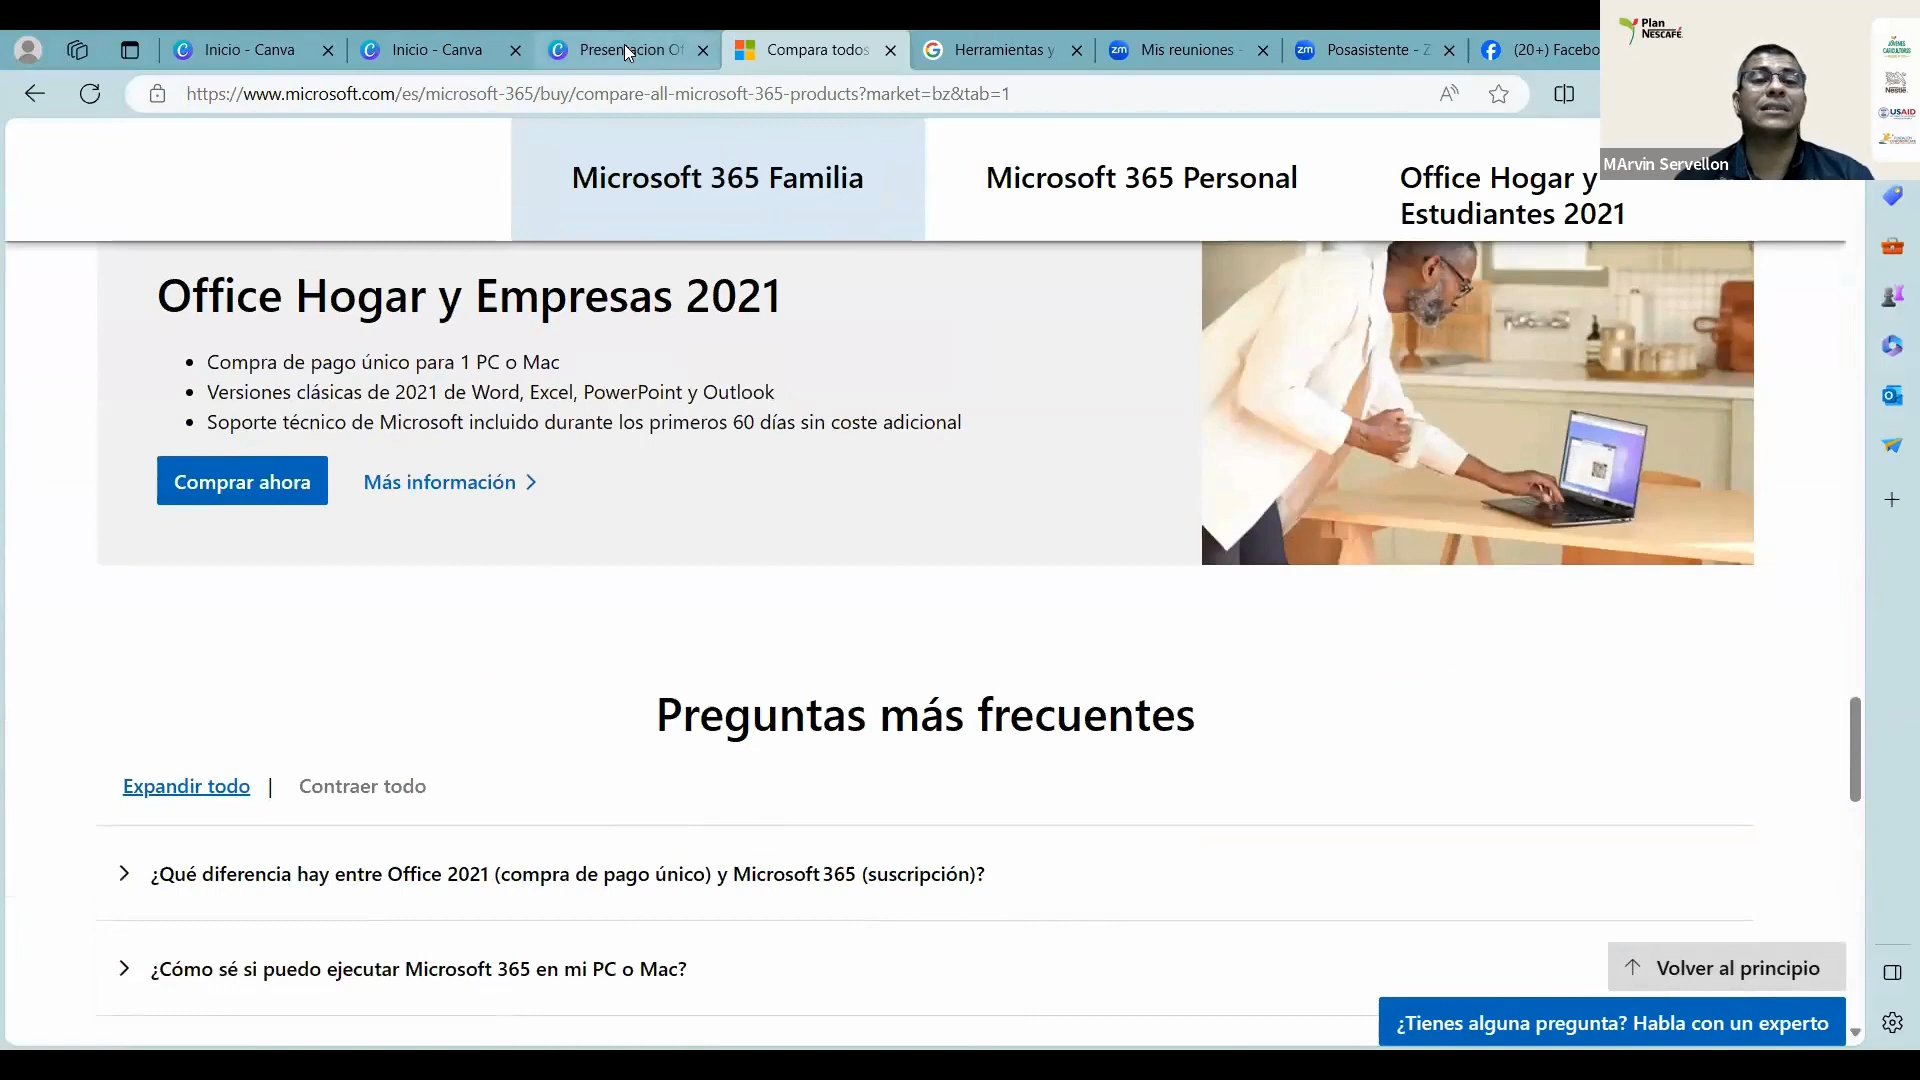 Inicio - Canva
Inicio - Canva
Presentacion Of
Compara todos
Herramientas y
Mis reuniones -
Posasistente - Z
(20+) Facebo
https://www.microsoft.com/es/microsoft-365/buy/compare-all-microsoft-365-products?market=bz&tab=1
Plan
NESCAFÉ.
Nestlé.
USAID
MArvin Servellon
Microsoft 365 Familia
Microsoft 365 Personal
Office Hogar y
Estudiantes 2021
Office Hogar y Empresas 2021
• Compra de pago único para 1 PC o Mac
• Versiones clásicas de 2021 de Word, Excel, PowerPoint y Outlook
• Soporte técnico de Microsoft incluido durante los primeros 60 días sin coste adicional
Comprar ahora
Más información
Preguntas más frecuentes
Expandir todo | Contraer todo
¿Qué diferencia hay entre Office 2021 (compra de pago único) y Microsoft 365 (suscripción)?
¿Cómo sé si puedo ejecutar Microsoft 365 en mi PC o Mac?
Volver al principio
¿Tienes alguna pregunta? Habla con un experto